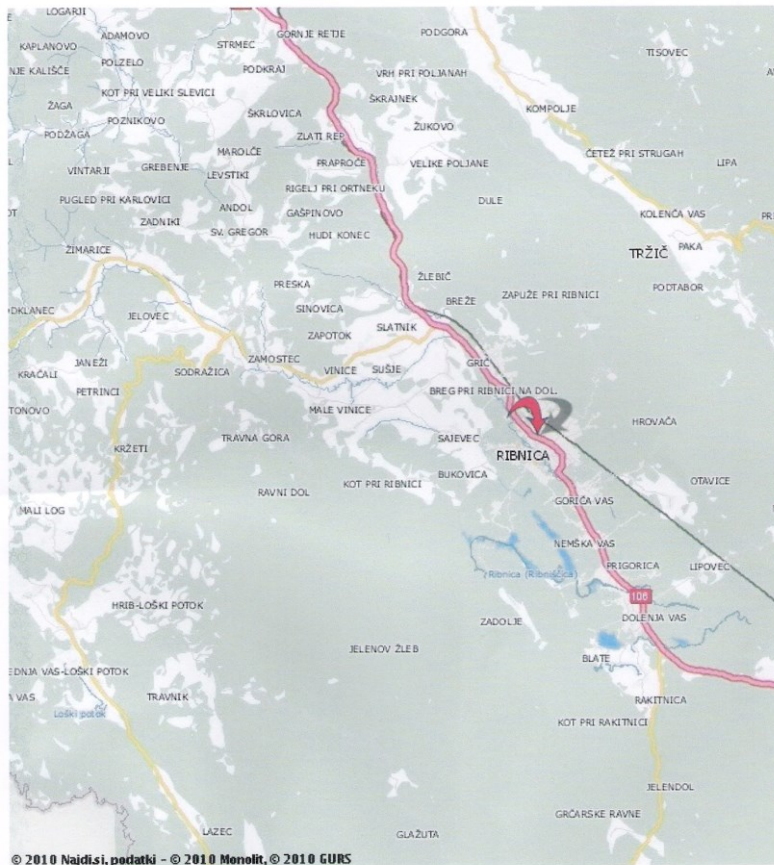 LOGARJI
GORNJE RETJE
PODGORA
ADAMOVO
STRMEC
TISOVEC
KAPLANOVO
POLZELO
NJE KALIŠČE
PODKRAJ
VRH PRI POLJANAH
KOT PRI VELIKI SLEVICI
ŠKRAJNEK
ŽAGA
ŠKRLOVICA
KOMPOLJE
POZNIKOVO
ŽUKOVO
PODŽAGA
ZLATI REP
MAROLČE
ČETEŽ PRI STRUGAH
VINTARJI
GREBENJE
PRAPROČE
VELIKE POLJANE
LIPA
LEVSTIKI
RIGELJ PRI ORTNEKU
PUGLED PRI KARLOVICI
DULE
ANDOL
GAŠPINOVO
KOLENČA VAS
ZADNIKI
SV. GREGOR
HUDI KONEC
PAKA
ŽIMARICE
TRŽIČ
ŽLEBIČ
PRESKA
PODTABOR
BREŽE
ZAPUŽE PRI RIBNICI
SINOVICA
JELOVEC
SLATNIK
ZAPOTOK
ZAMOSTEC
GRIČ
JANEŽI
SODRAŽICA
VINICE
SUŠJE
KRAČALI
PETRINCI
BREG PRI RIBNICI NA DOL.
TONOVO
MALE VINICE
HROVAČA
KRŽETI
TRAVNA GORA
SAJEVEC
RIBNICA
BUKOVICA
OTAVICE
KOT PRI RIBNICI
RAVNI DOL
GORIČA VAS
MALI LOG
NEMŠKA VAS
PRIGORICA
LIPOVEC
Ribnica (Ribniščica)
106
HRIB-LOŠKI POTOK
DOLENJA VAS
ZADOLJE
JELENOV ŽLEB
BLATE
EDNJA VAS-LOŠKI POTOK
A VAS
TRAVNIK
RAKITNICA
Loški potok
KOT PRI RAKITNICI
JELENDOL
GRČARSKE RAVNE
LAZEC
GLAŽUTA
© 2010 Najdi.si, podatki - © 2010 Monolit, © 2010 GURS